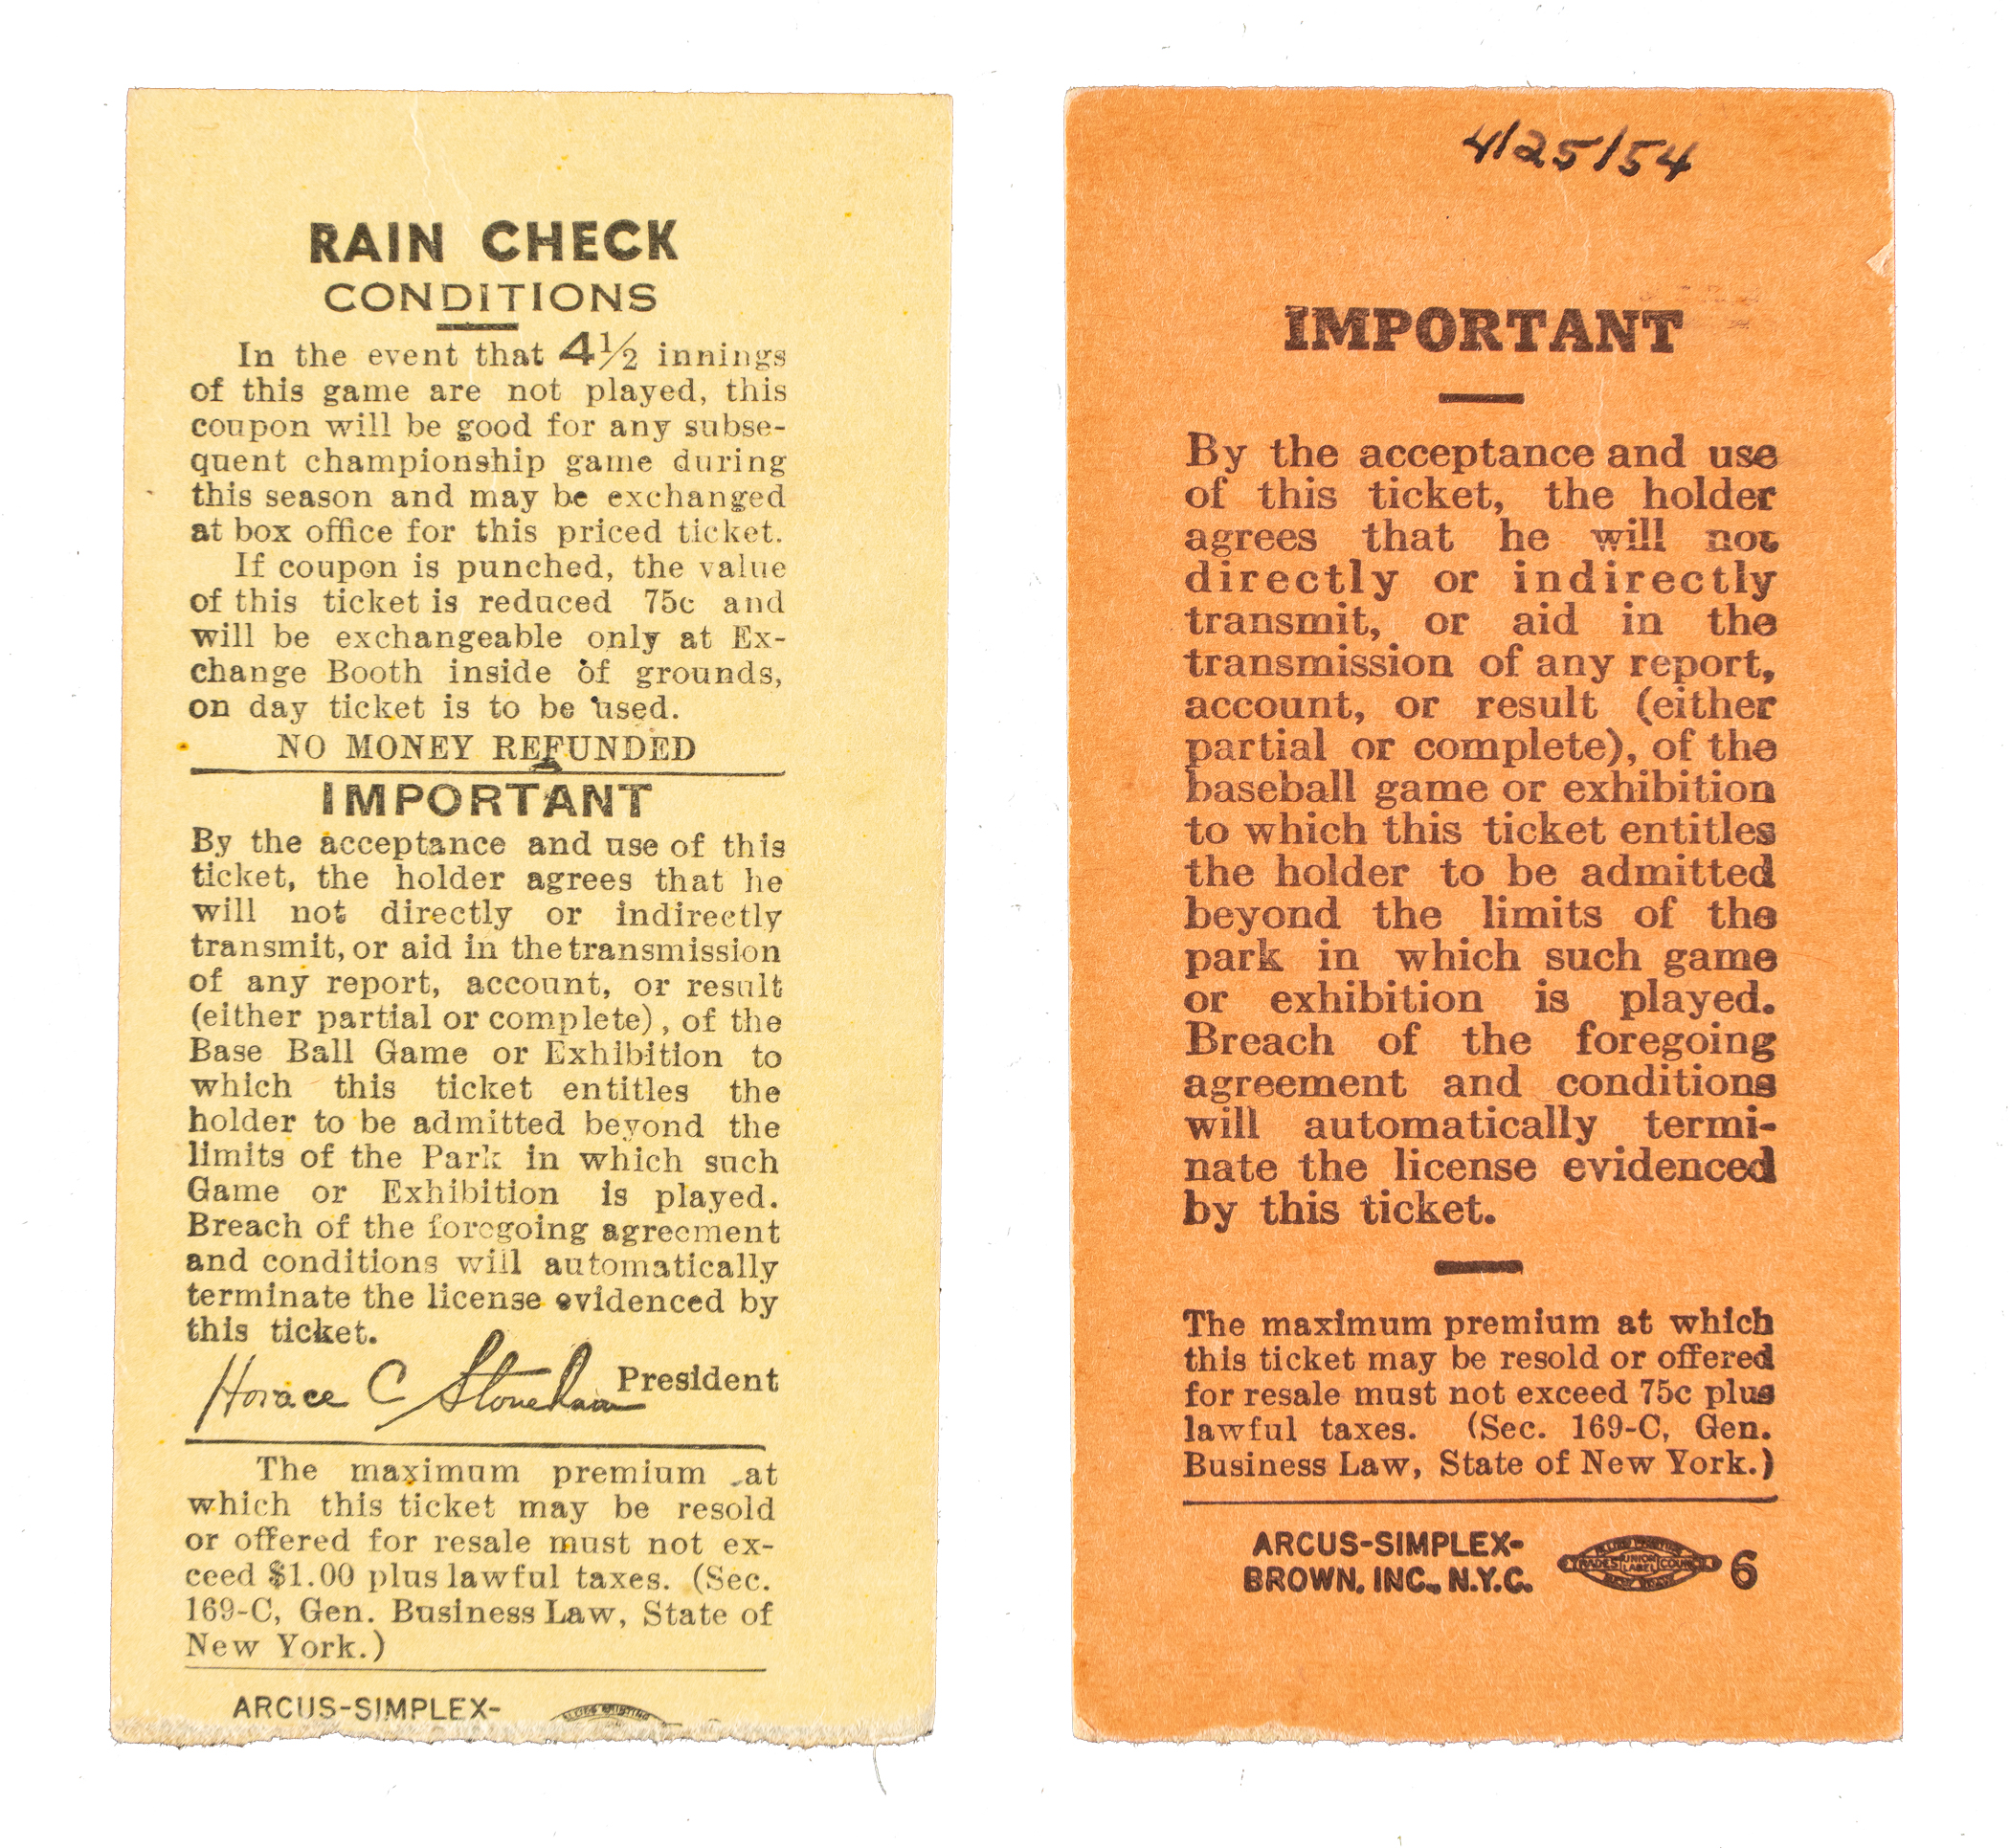 RAIN CHECK
CONDITIONS
In the event that 4½ innings
of this game are not played, this
coupon will be good for any subse-
quent championship game during
this season and may be exchanged
at box office for this priced ticket.
If coupon is punched, the value
of this ticket is reduced 75c and
will be exchangeable only at Ex-
change Booth inside of grounds,
on day ticket is to be used.
NO MONEY REFUNDED
IMPORTANT
By the acceptance and use of this
ticket, the holder agrees that he
will not directly or indirectly
transmit, or aid in the transmission
of any report, account, or result
(either partial or complete), of the
Base Ball Game or Exhibition to
which this ticket entitles the
holder to be admitted beyond the
limits of the Park in which such
Game or Exhibition is played.
Breach of the foregoing agreement
and conditions will automatically
terminate the license evidenced by
this ticket.
Horace C Stoneham President
The maximum premium at
which this ticket may be resold
or offered for resale must not ex-
ceed $1.00 plus lawful taxes. (Sec.
169-C, Gen. Business Law, State of
New York.)
ARCUS-SIMPLEX-
4/25/54
IMPORTANT
By the acceptance and use
of this ticket, the holder
agrees that he will not
directly or indirectly
transmit, or aid in the
transmission of any report,
account, or result (either
partial or complete), of the
baseball game or exhibition
to which this ticket entitles
the holder to be admitted
beyond the limits of the
park in which such game
or exhibition is played.
Breach of the foregoing
agreement and conditions
will automatically termi-
nate the license evidenced
by this ticket.
The maximum premium at which
this ticket may be resold or offered
for resale must not exceed 75c plus
lawful taxes. (Sec. 169-C, Gen.
Business Law, State of New York.)
ARCUS-SIMPLEX-
BROWN, INC., N.Y.C.
TRADES UNION LABEL COUNCIL
6